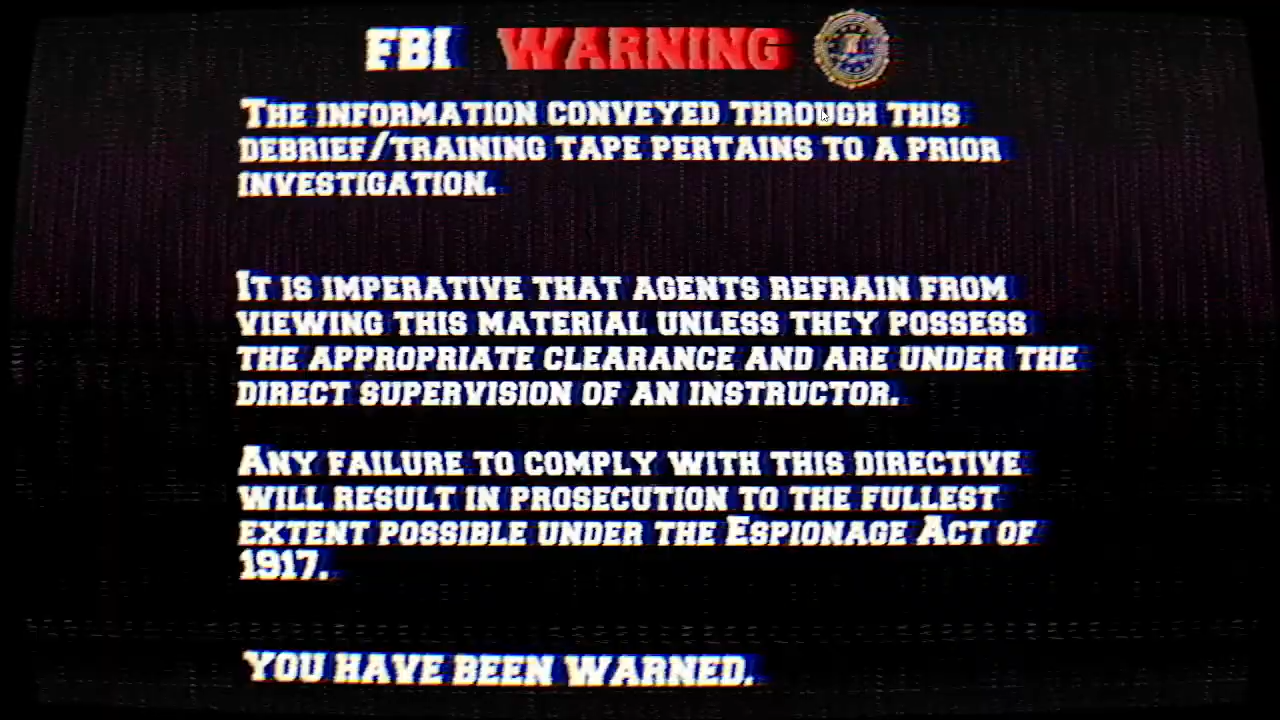 FBI WARNING
The information conveyed through this
debrief/training tape pertains to a prior
investigation.
It is imperative that agents refrain from
viewing this material unless they possess
the appropriate clearance and are under the
direct supervision of an instructor.
Any failure to comply with this directive
will result in prosecution to the fullest
extent possible under the Espionage Act of
1917.
You have been warned.